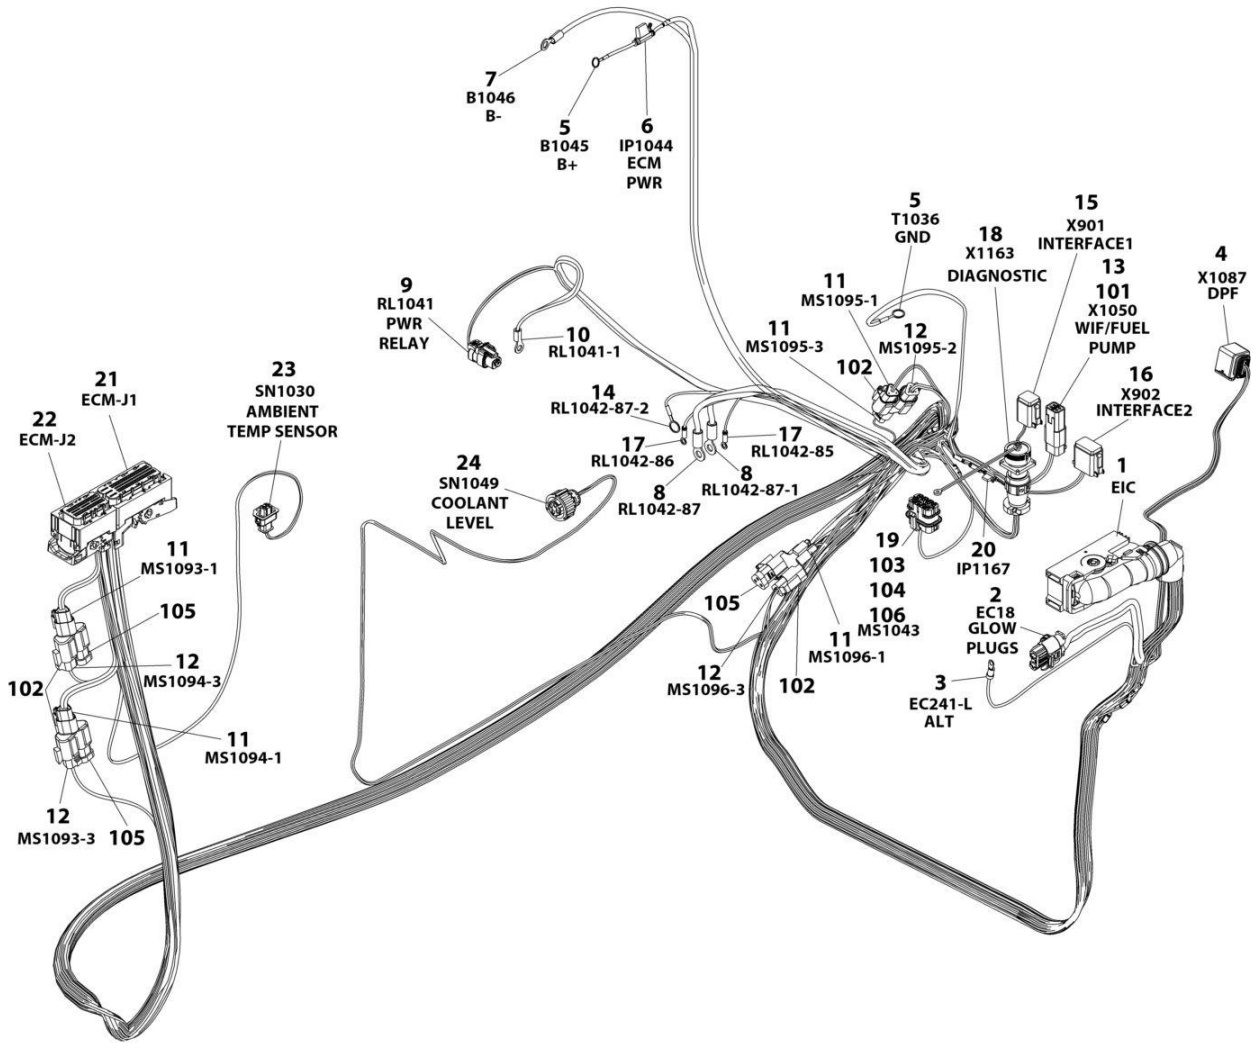 7
B1046
B-
5
B1045
B+
6
IP1044
ECM
PWR
5
T1036
GND
18
X1163
DIAGNOSTIC
15
X901
INTERFACE1
13
101
X1050
WIF/FUEL
PUMP
4
X1087
DPF
9
RL1041
PWR
RELAY
10
RL1041-1
11
MS1095-1
11
MS1095-3
12
MS1095-2
102
16
X902
INTERFACE2
21
ECM-J1
22
ECM-J2
23
SN1030
AMBIENT
TEMP SENSOR
14
RL1042-87-2
17
RL1042-86
17
RL1042-85
8
RL1042-87
8
RL1042-87-1
24
SN1049
COOLANT
LEVEL
1
EIC
19
103
104
106
MS1043
20
IP1167
2
EC18
GLOW
PLUGS
3
EC241-L
ALT
11
MS1093-1
105
12
MS1094-3
102
11
MS1094-1
12
MS1093-3
105
105
11
MS1096-1
12
MS1096-3
102